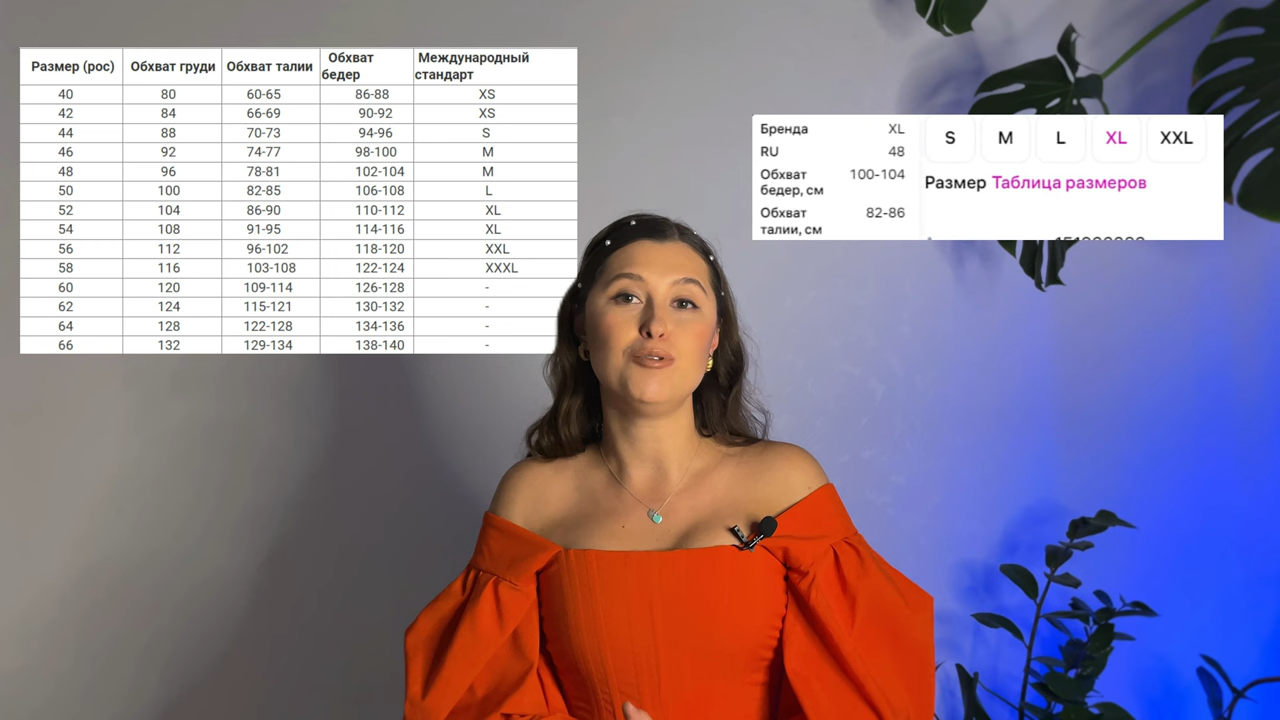 Размер (рос) Обхват груди Обхват талии Обхват бедер Международный стандарт
40 80 60-65 86-88 XS
42 84 66-69 90-92 XS
44 88 70-73 94-96 S
46 92 74-77 98-100 M
48 96 78-81 102-104 M
50 100 82-85 106-108 L
52 104 86-90 110-112 XL
54 108 91-95 114-116 XL
56 112 96-102 118-120 XXL
58 116 103-108 122-124 XXXL
60 120 109-114 126-128 -
62 124 115-121 130-132 -
64 128 122-128 134-136 -
66 132 129-134 138-140 -
Бренда XL
RU 48
Обхват 100-104
бедер, см
Обхват 82-86
талии, см
S M L XL XXL
Размер Таблица размеров